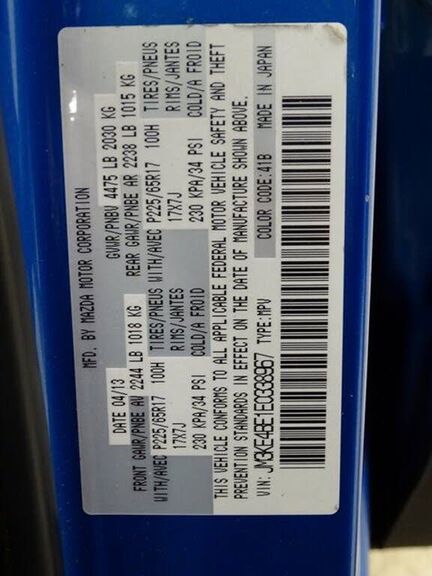 MFD. BY MAZDA MOTOR CORPORATION
DATE 04/13 GVWR/PNBV 4475 LB 2030 KG
FRONT GAWR/PNBE AV 2244 LB 1018 KG REAR GAWR/PNBE AR 2238 LB 1015 KG
TIRES/PNEUS TIRES/PNEUS
WITH/AVEC P225/65R17 100H RIMS/JANTES WITH/AVEC P225/65R17 100H RIMS/JANTES
17X7J COLD/A FROID 17X7J COLD/A FROID
230 KPA/34 PSI 230 KPA/34 PSI
THIS VEHICLE CONFORMS TO ALL APPLICABLE FEDERAL MOTOR VEHICLE SAFETY AND THEFT
PREVENTION STANDARDS IN EFFECT ON THE DATE OF MANUFACTURE SHOWN ABOVE.
VIN: JM3KE4BE1E0338967 TYPE:MPV COLOR CODE:41B MADE IN JAPAN